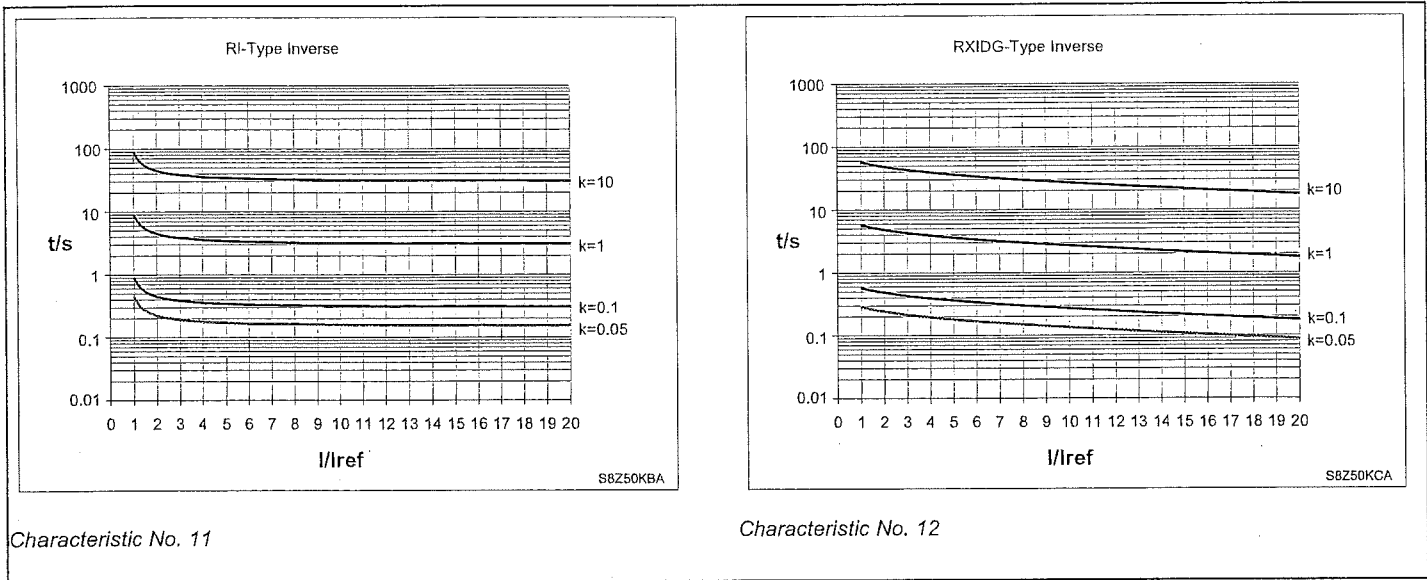 RI-Type Inverse
1000
100
10
t/s
1
0.1
0.01
k=10
k=1
k=0.1
k=0.05
0 1 2 3 4 5 6 7 8 9 10 11 12 13 14 15 16 17 18 19 20
I/Iref
S8Z50KBA
Characteristic No. 11
RXIDG-Type Inverse
1000
100
10
t/s
1
0.1
0.01
k=10
k=1
k=0.1
k=0.05
0 1 2 3 4 5 6 7 8 9 10 11 12 13 14 15 16 17 18 19 20
I/Iref
S8Z50KCA
Characteristic No. 12